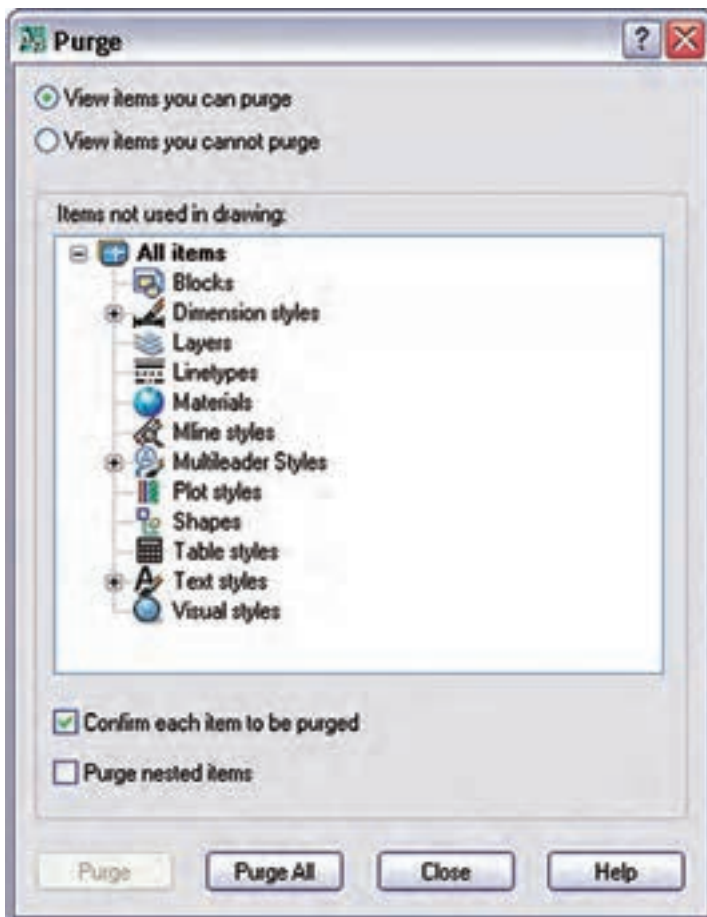 Purge
View items you can purge
View items you cannot purge
Items not used in drawing:
All items
Blocks
Dimension styles
Layers
Linetypes
Materials
Mline styles
Multileader Styles
Plot styles
Shapes
Table styles
Text styles
Visual styles
Confirm each item to be purged
Purge nested items
Purge Purge All Close Help